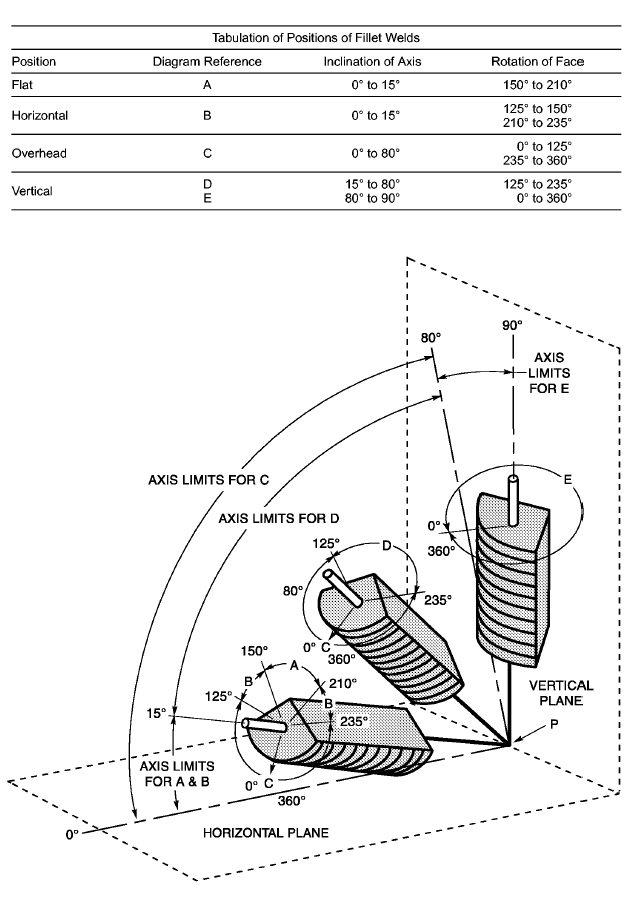 Tabulation of Positions of Fillet Welds
Position Diagram Reference Inclination of Axis Rotation of Face
Flat A 0° to 15° 150° to 210°
Horizontal B 0° to 15° 125° to 150°
210° to 235°
Overhead C 0° to 80° 0° to 125°
235° to 360°
Vertical D 15° to 80° 125° to 235°
E 80° to 90° 0° to 360°
90°
80°
AXIS
LIMITS
FOR E
AXIS LIMITS FOR C
E
AXIS LIMITS FOR D
0°
125° D
360°
80°
235°
0° C
360°
150° A
B 210°
125° B
VERTICAL
PLANE
15°
235°
P
AXIS LIMITS
FOR A & B
0° C
360°
0°
HORIZONTAL PLANE